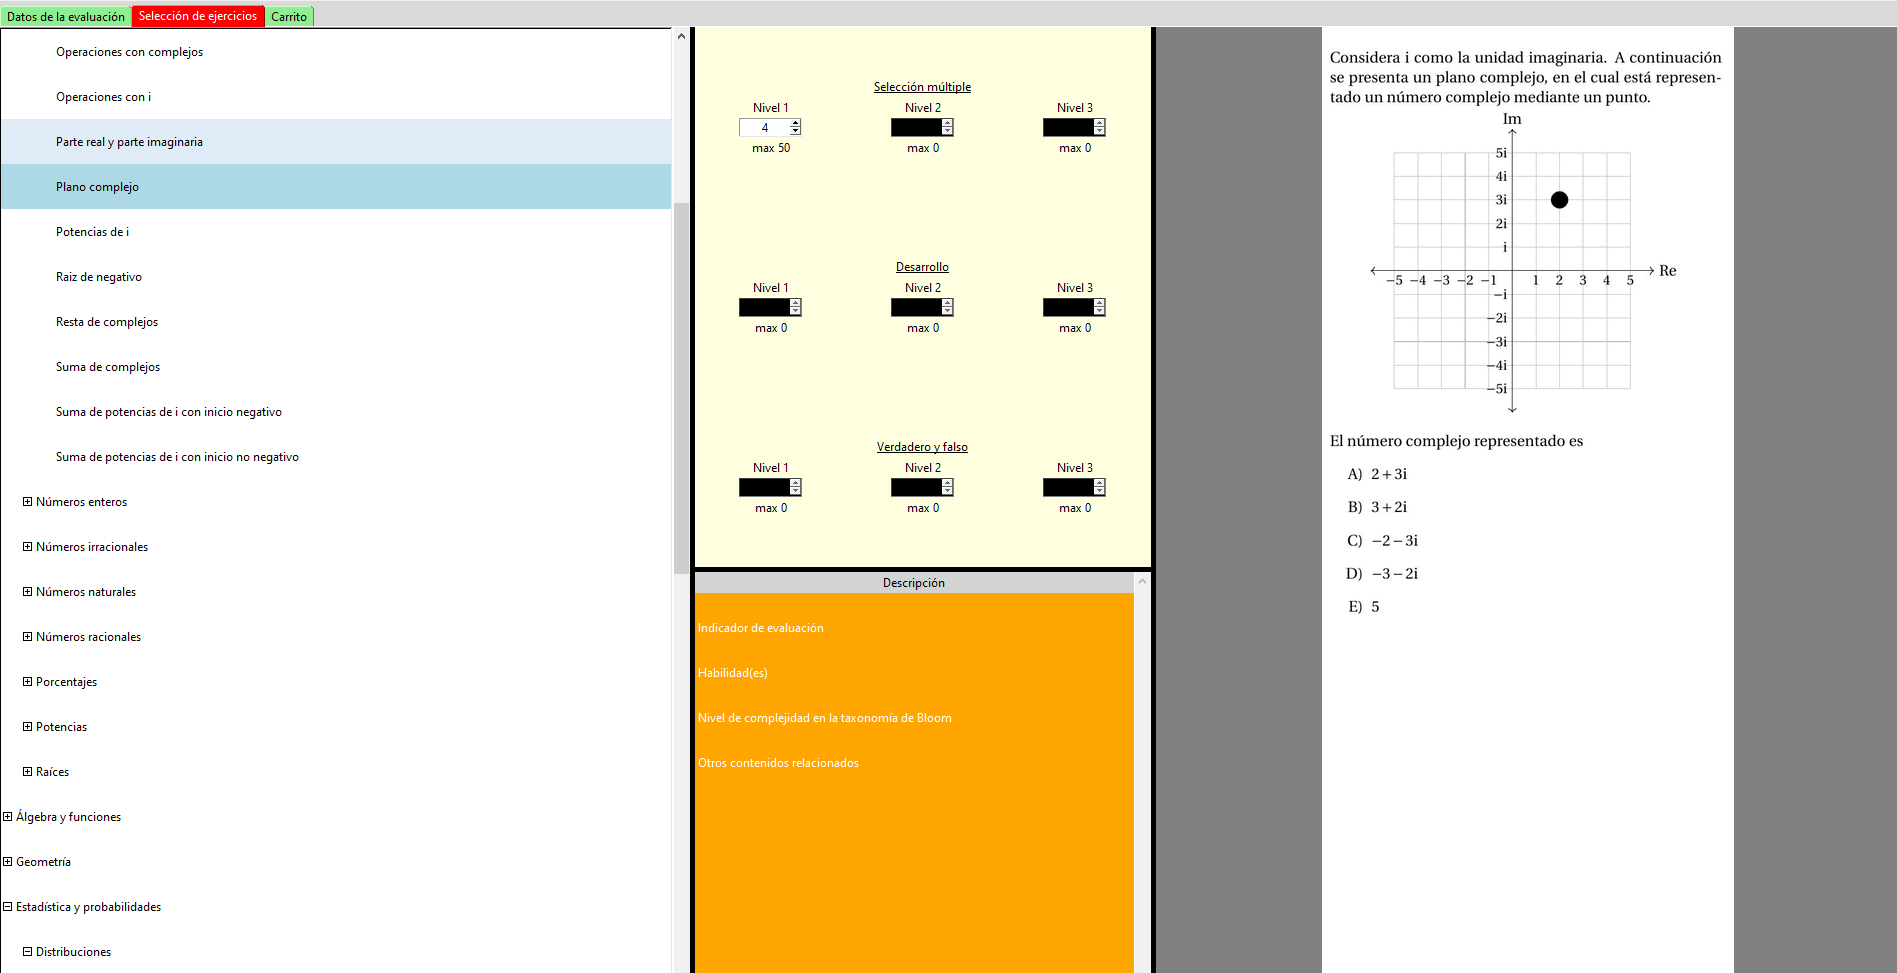 Datos de la evaluación
Selección de ejercicios
Carrito
Operaciones con complejos
Operaciones con i
Parte real y parte imaginaria
Plano complejo
Potencias de i
Raiz de negativo
Resta de complejos
Suma de complejos
Suma de potencias de i con inicio negativo
Suma de potencias de i con inicio no negativo
Números enteros
Números irracionales
Números naturales
Números racionales
Porcentajes
Potencias
Raíces
Álgebra y funciones
Geometría
Estadística y probabilidades
Distribuciones
Selección múltiple
Nivel 1 Nivel 2 Nivel 3
4
max 50 max 0 max 0
Desarrollo
Nivel 1 Nivel 2 Nivel 3
max 0 max 0 max 0
Verdadero y falso
Nivel 1 Nivel 2 Nivel 3
max 0 max 0 max 0
Descripción
Indicador de evaluación
Habilidad(es)
Nivel de complejidad en la taxonomía de Bloom
Otros contenidos relacionados
Considera i como la unidad imaginaria. A continuación
se presenta un plano complejo, en el cual está represen-
tado un número complejo mediante un punto.
Im
5i
4i
3i
2i
i
Re
−5 −4 −3 −2 −1 1 2 3 4 5
−i
−2i
−3i
−4i
−5i
El número complejo representado es
A) 2+3i
B) 3+2i
C) −2−3i
D) −3−2i
E) 5